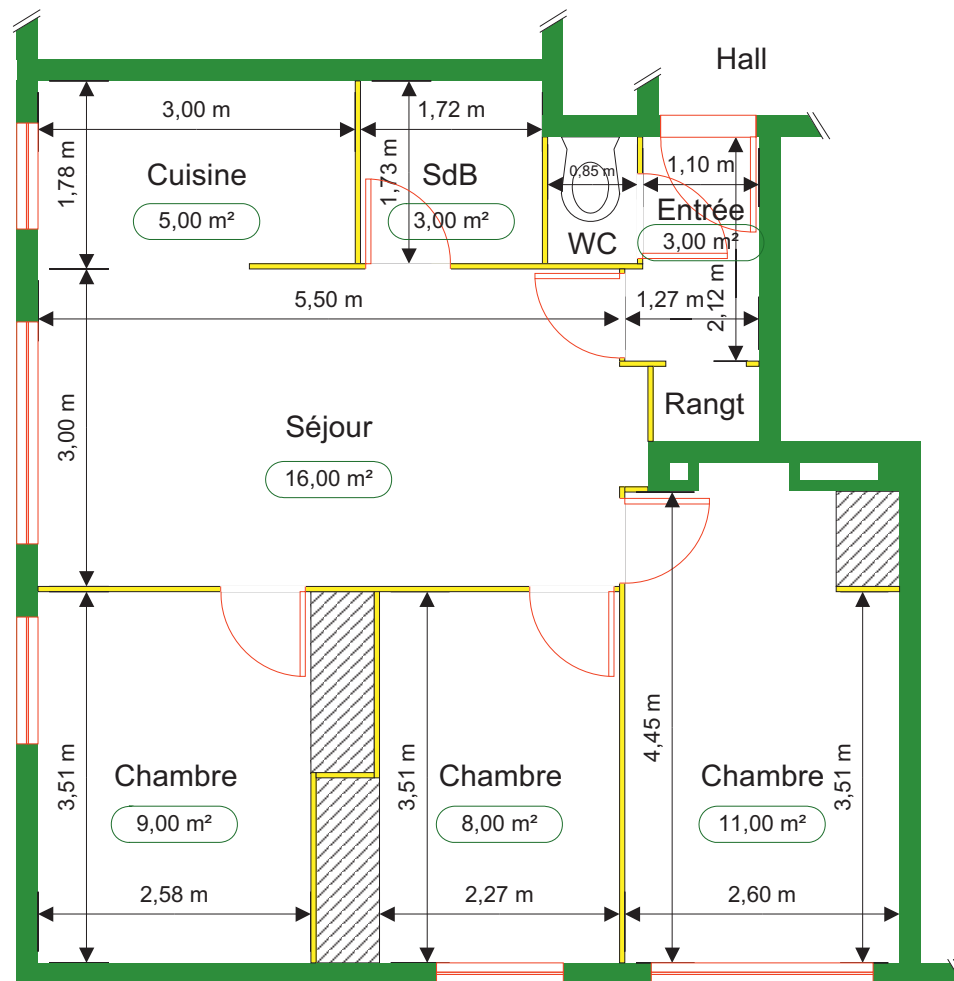 Hall
3,00 m
1,72 m
1,78 m
Cuisine
5,00 m²
1,73 m
SdB
3,00 m²
0,85 m
WC
1,10 m
Entrée
3,00 m²
5,50 m
1,27 m
2,12 m
3,00 m
Séjour
16,00 m²
Rangt
3,51 m
Chambre
9,00 m²
2,58 m
3,51 m
Chambre
8,00 m²
2,27 m
4,45 m
Chambre
11,00 m²
3,51 m
2,60 m